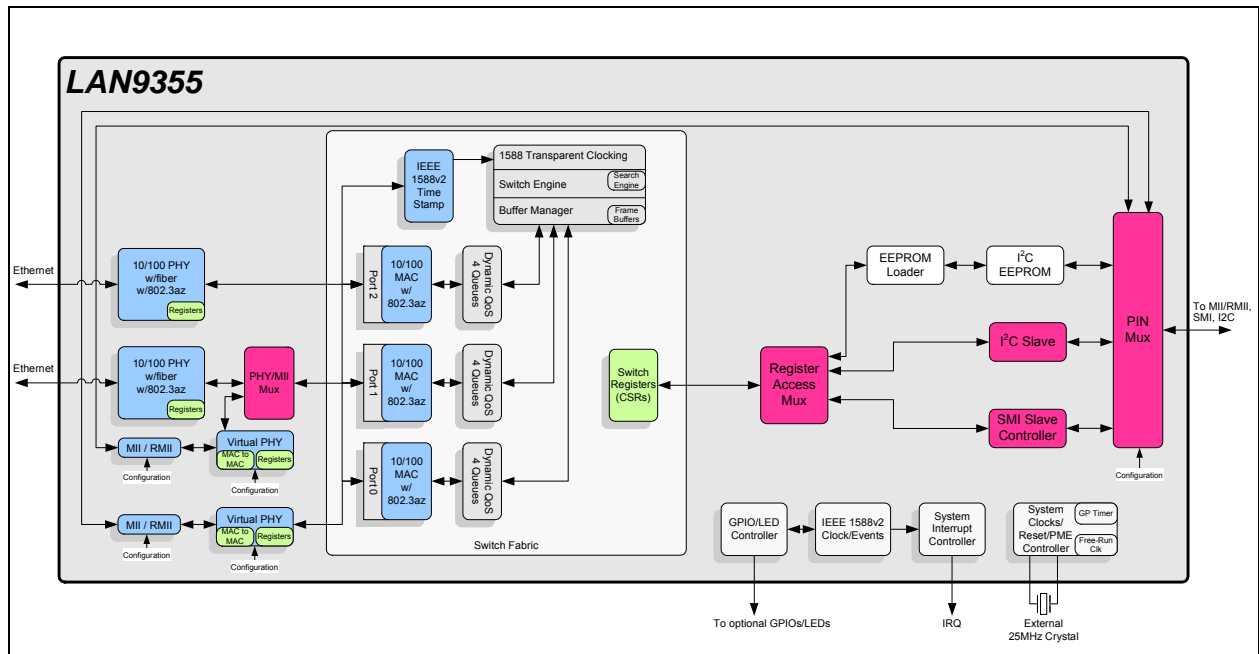 LAN9355
IEEE
1588v2
Time
Stamp
1588 Transparent Clocking
Switch Engine
Search
Engine
Buffer Manager
Frame
Buffers
Ethernet
10/100 PHY
w/fiber
w/802.3az
Registers
Port 2
10/100
MAC
w/
802.3az
Dynamic QoS
4 Queues
EEPROM
Loader
I²C
EEPROM
PIN
Mux
To MII/RMII,
SMI, I2C
Ethernet
10/100 PHY
w/fiber
w/802.3az
Registers
PHY/MII
Mux
Port 1
10/100
MAC
w/
802.3az
Dynamic QoS
4 Queues
Switch
Registers
(CSRs)
Register
Access
Mux
I²C Slave
SMI Slave
Controller
Configuration
MII / RMII
Configuration
Virtual PHY
MAC to
MAC
Registers
Configuration
Port 0
10/100
MAC
w/
802.3az
Dynamic QoS
4 Queues
MII / RMII
Configuration
Virtual PHY
MAC to
MAC
Registers
Configuration
Switch Fabric
GPIO/LED
Controller
IEEE 1588v2
Clock/Events
System
Interrupt
Controller
System
Clocks/
Reset/PME
Controller
GP Timer
Free-Run
Clk
To optional GPIOs/LEDs
IRQ
External
25MHz Crystal